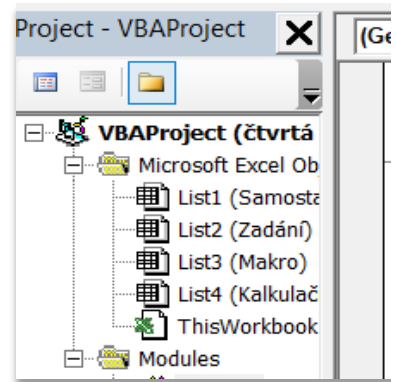 Project - VBAProject
(Ge
VBAProject (čtvrtá
Microsoft Excel Ob
List1 (Samosta
List2 (Zadání)
List3 (Makro)
List4 (Kalkulač
ThisWorkbook
Modules